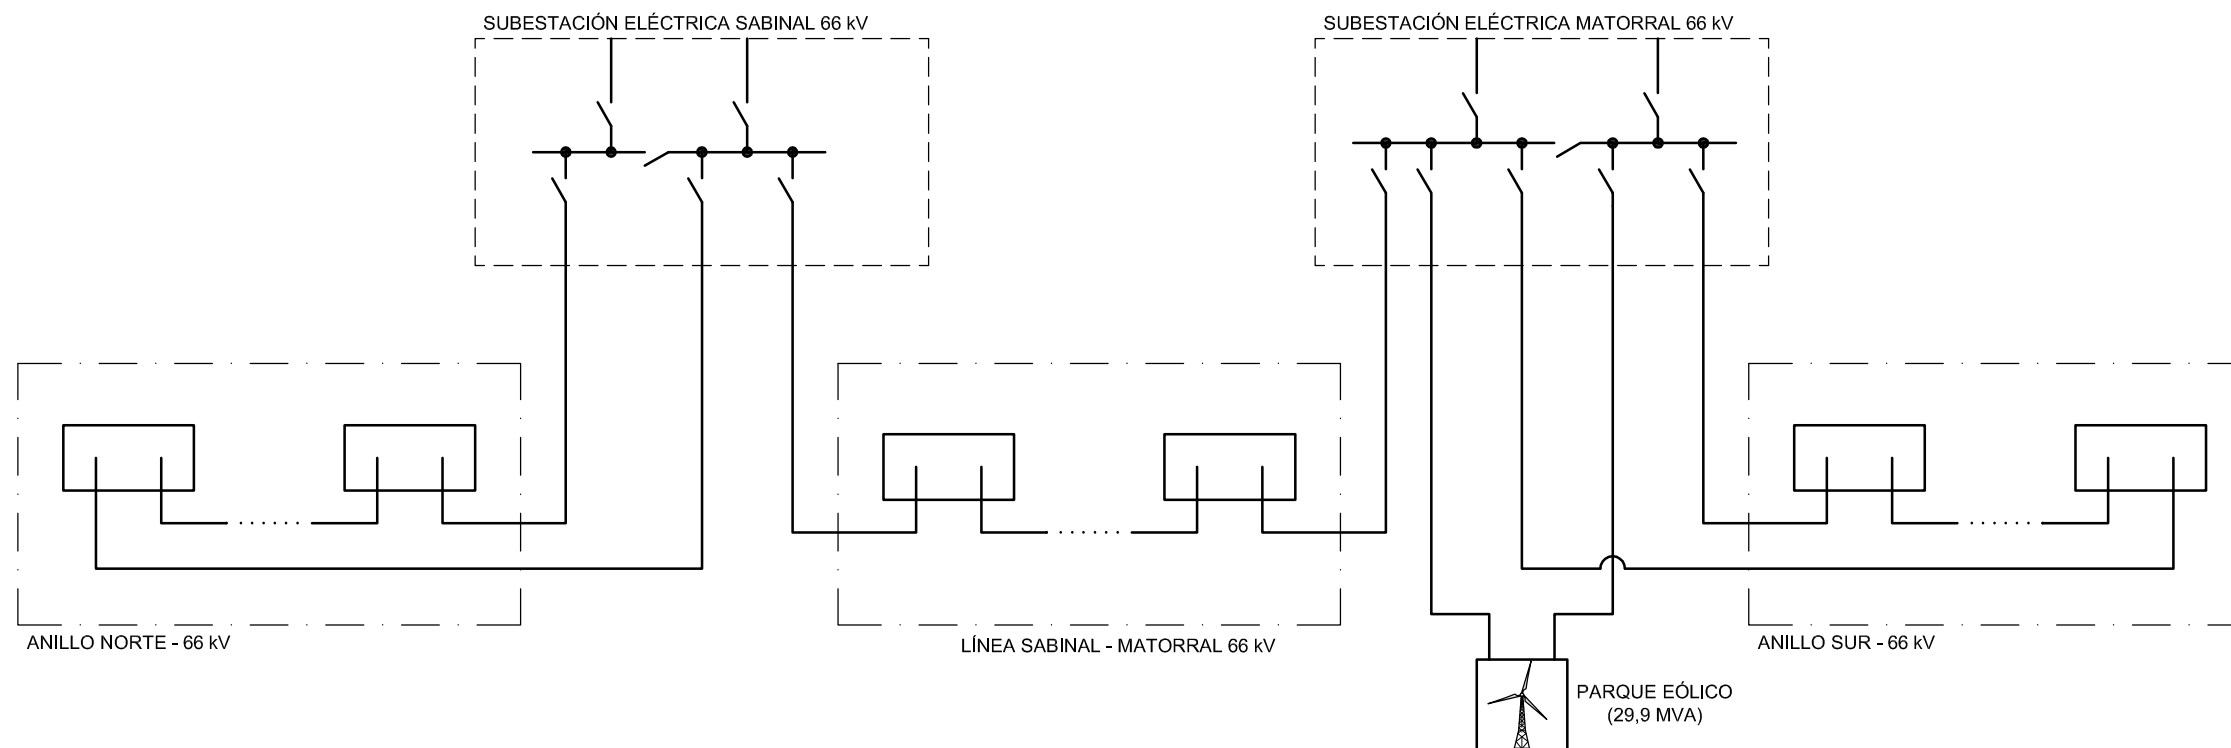 SUBESTACIÓN ELÉCTRICA SABINAL 66 kV
SUBESTACIÓN ELÉCTRICA MATORRAL 66 kV
ANILLO NORTE - 66 kV
LÍNEA SABINAL - MATORRAL 66 kV
ANILLO SUR - 66 kV
PARQUE EÓLICO
(29,9 MVA)